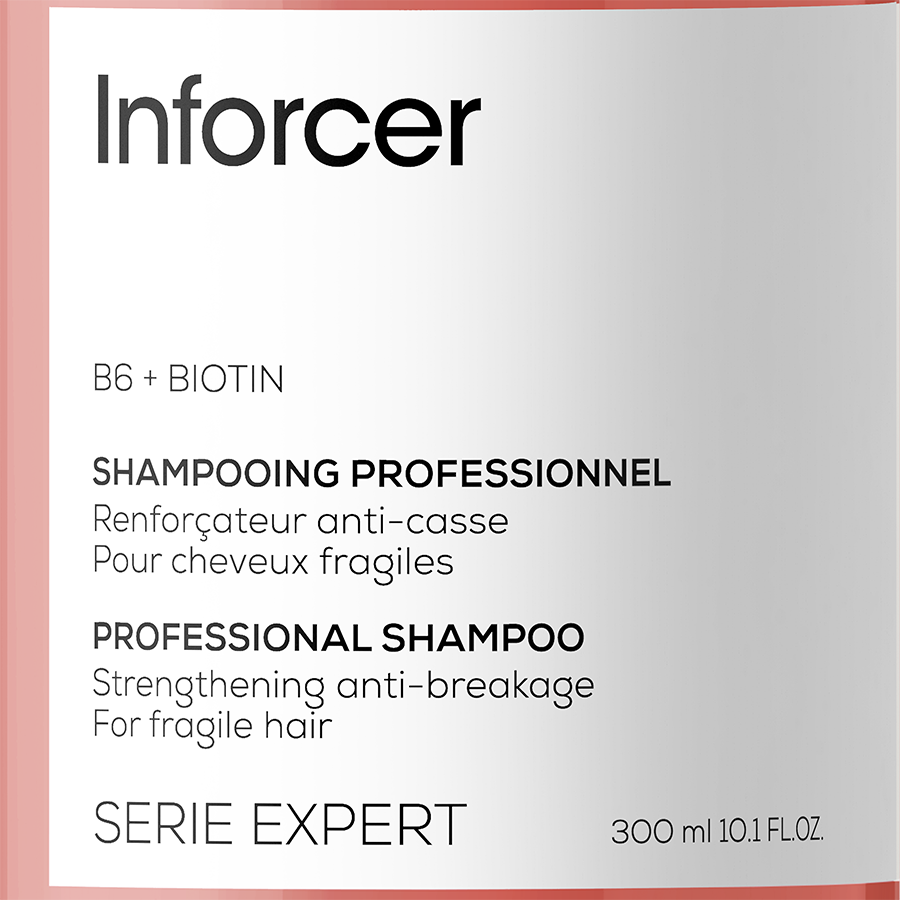 Inforcer
B6 + BIOTIN
SHAMPOOING PROFESSIONNEL
Renforçateur anti-casse
Pour cheveux fragiles
PROFESSIONAL SHAMPOO
Strengthening anti-breakage
For fragile hair
SERIE EXPERT
300 ml 10.1 FL.OZ.